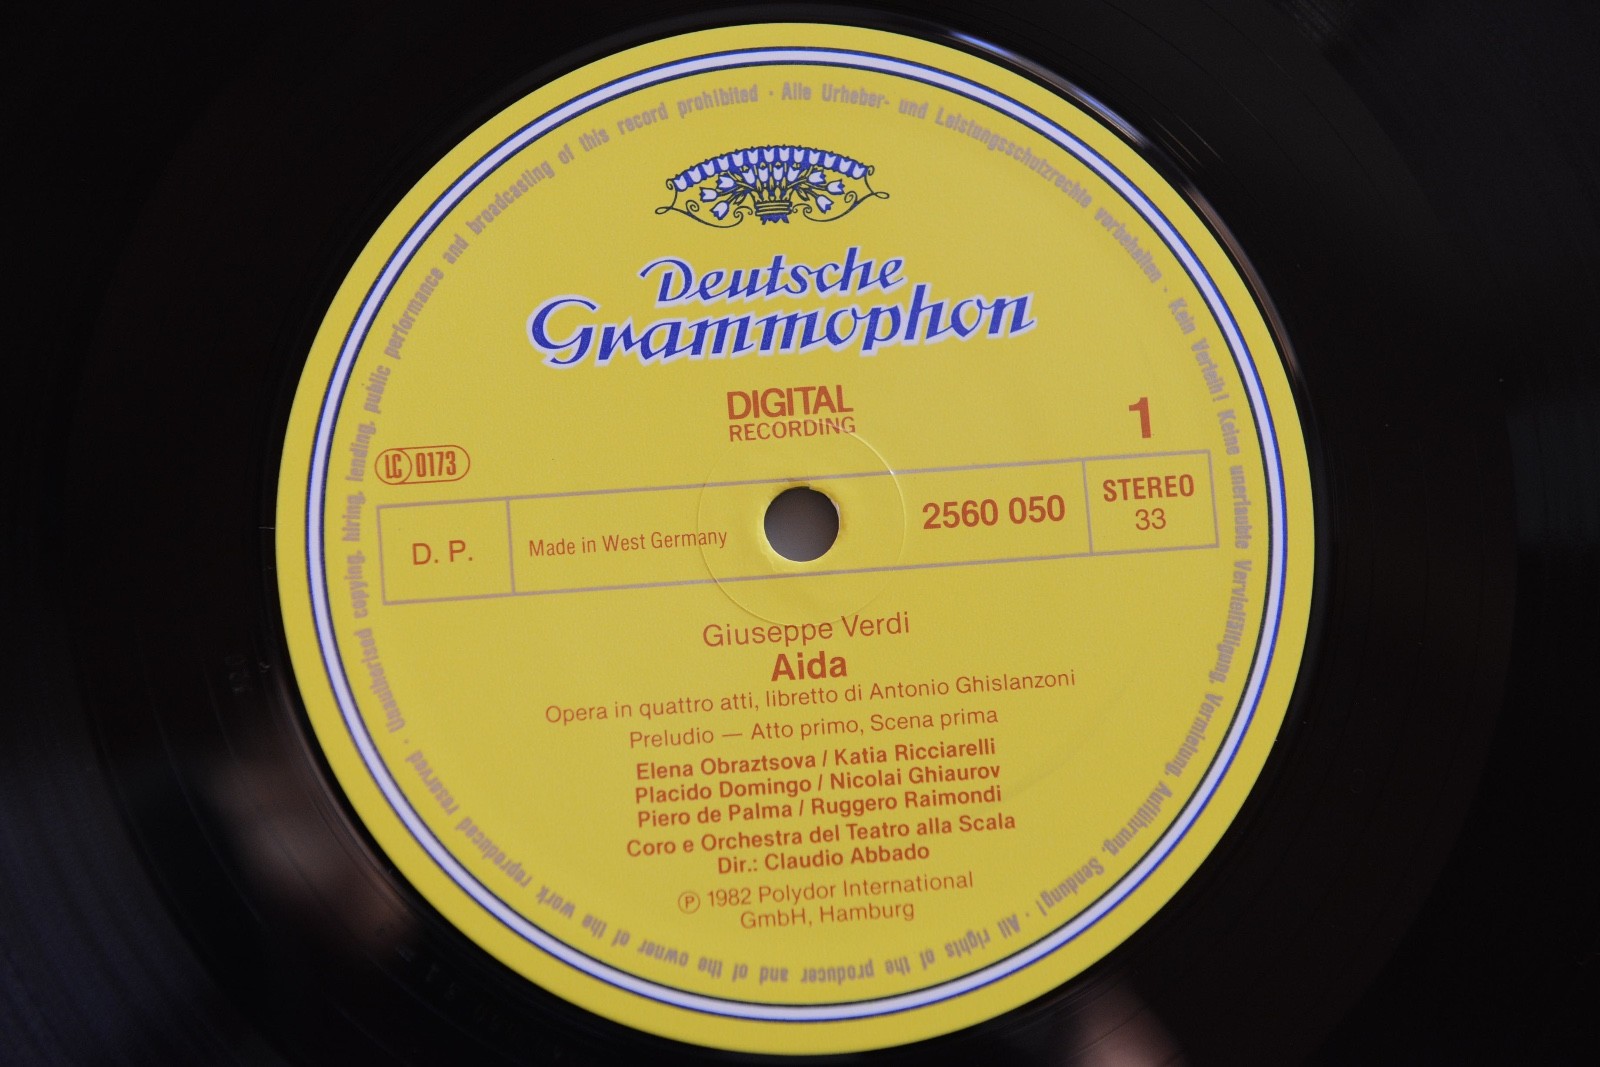 Deutsche
Grammophon
DIGITAL
RECORDING
1
LC 0173
D. P.
Made in West Germany
2560 050
STEREO
33
Giuseppe Verdi
Aida
Opera in quattro atti, libretto di Antonio Ghislanzoni
Preludio — Atto primo, Scena prima
Elena Obraztsova / Katia Ricciarelli
Placido Domingo / Nicolai Ghiaurov
Piero de Palma / Ruggero Raimondi
Coro e Orchestra del Teatro alla Scala
Dir.: Claudio Abbado
℗ 1982 Polydor International
GmbH, Hamburg
Alle Urheber- und Leistungsschutzrechte vorbehalten · Kein Verleih! Keine unerlaubte Vervielfältigung, Vermietung, Aufführung, Sendung! · All rights of the producer and of the owner of the work reproduced reserved · Unauthorised copying, hiring, lending, public performance and broadcasting of this record prohibited ·